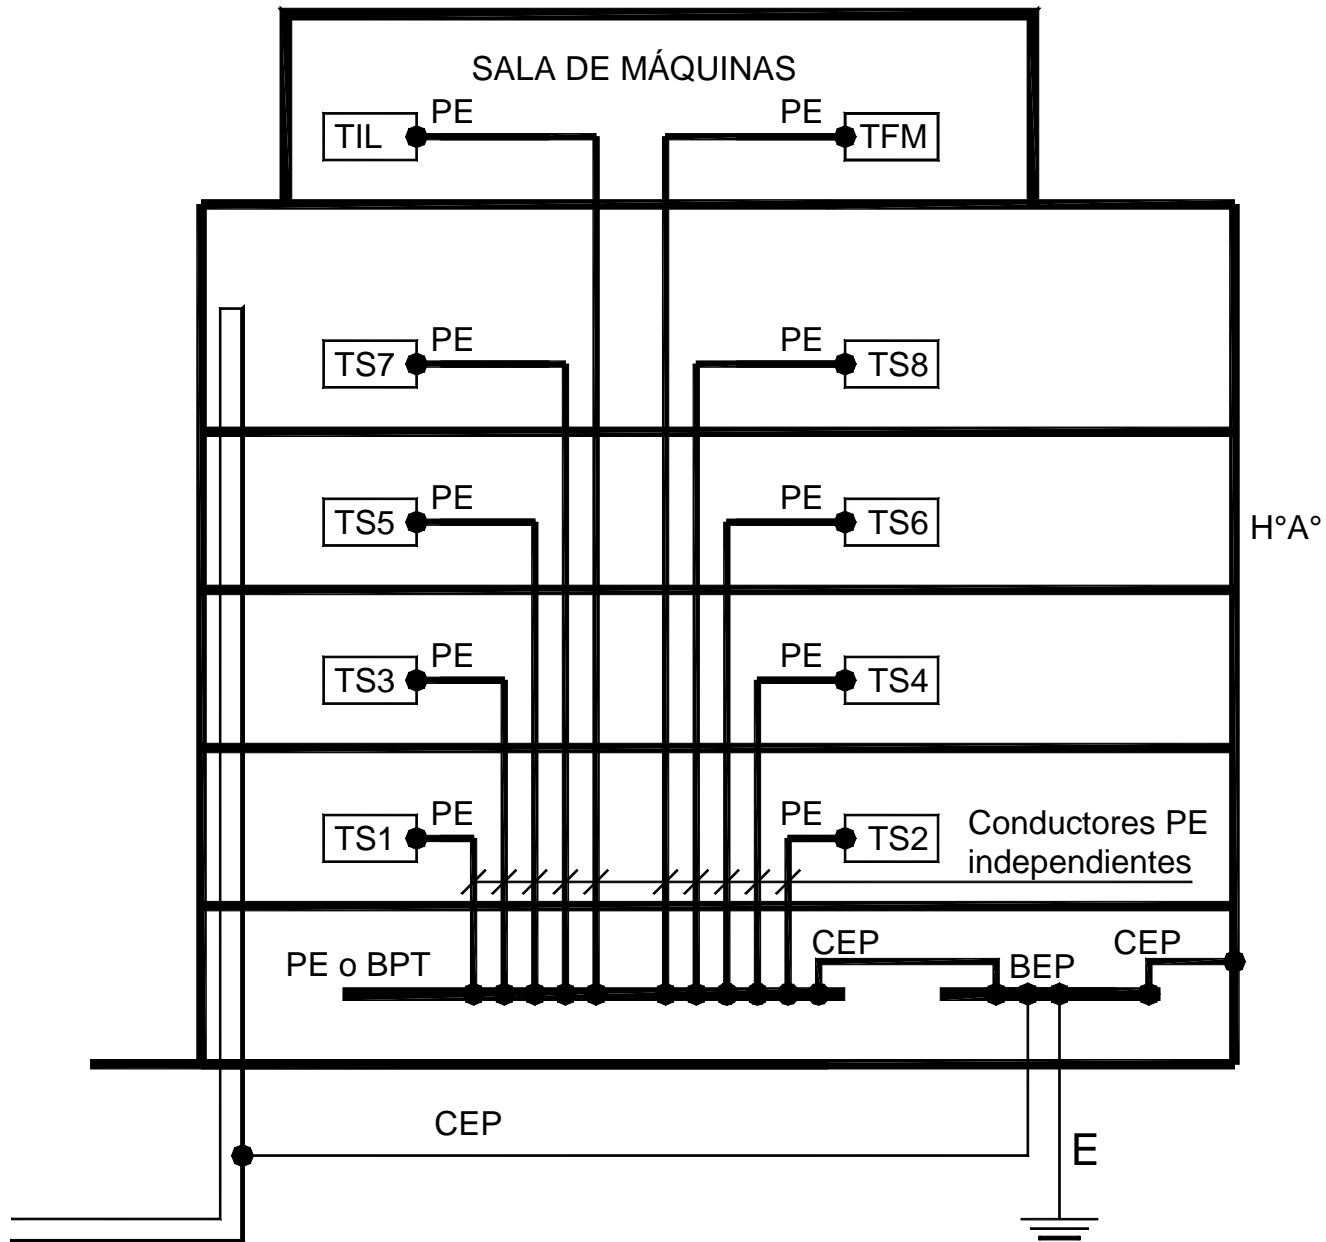 SALA DE MÁQUINAS
PE
PE
TIL
TFM
PE
PE
TS7
TS8
PE
PE
TS5
TS6
H°A°
PE
PE
TS3
TS4
PE
PE
Conductores PE
TS1
TS2
independientes
CEP
CEP
PE o BPT
BEP
CEP
E